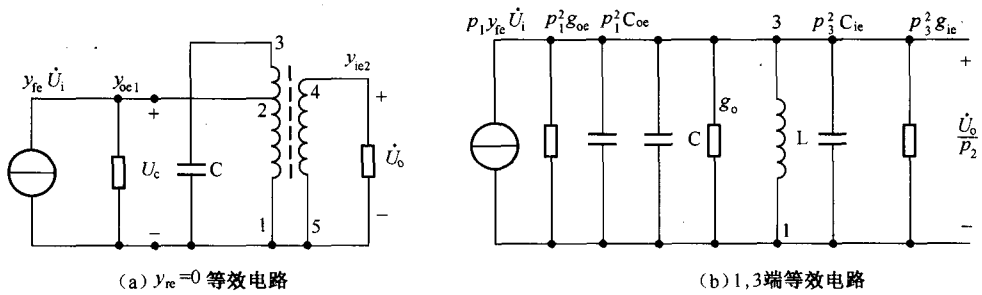 3
y_fe U̇_i
y_oe1
2
4
y_ie2
+
+
U_c
C
U̇_o
−
1
5
−
(a) y_re=0 等效电路
p_1 y_fe U̇_i
p_1^2 g_oe
p_1^2 C_oe
3
p_3^2 C_ie
p_3^2 g_ie
+
g_o
C
L
U̇_o/p_2
1
−
(b) 1,3端等效电路